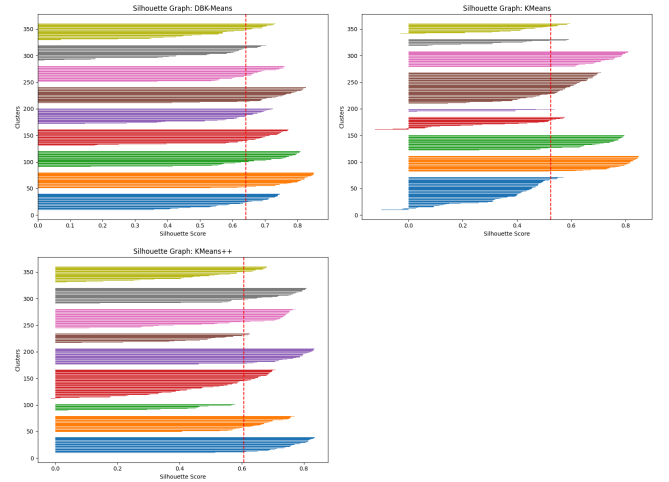 Silhouette Graph: DBK-Means
Clusters
350
300
250
200
150
100
50
0
0.0 0.1 0.2 0.3 0.4 0.5 0.6 0.7 0.8
Silhouette Score
Silhouette Graph: KMeans
Clusters
350
300
250
200
150
100
50
0
0.0 0.2 0.4 0.6 0.8
Silhouette Score
Silhouette Graph: KMeans++
Clusters
350
300
250
200
150
100
50
0
0.0 0.2 0.4 0.6 0.8
Silhouette Score